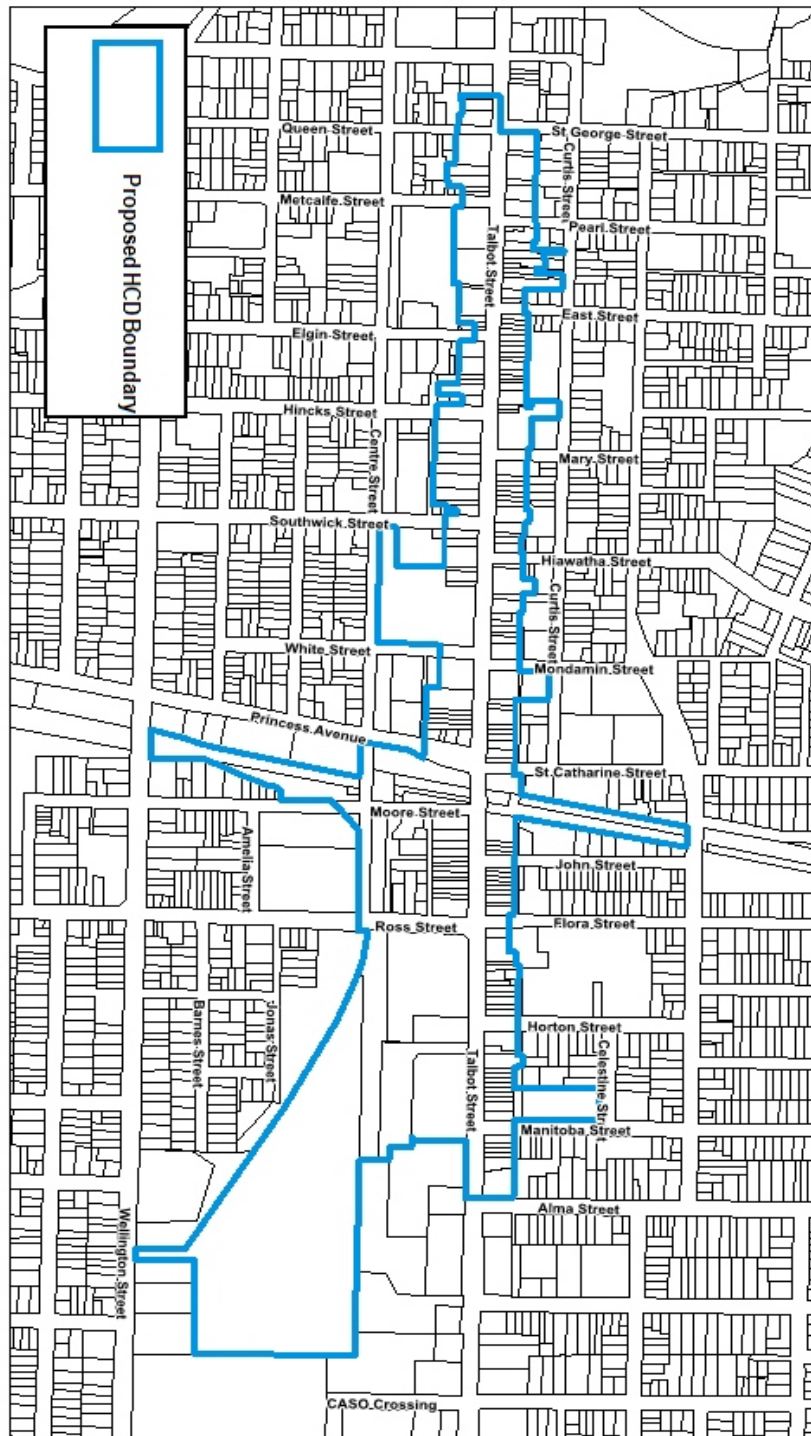 Proposed HCD Boundary
Queen Street
St George Street
Curtis Street
Metcalfe Street
Pearl Street
Talbot Street
East Street
Elgin Street
Hincks Street
Centre Street
Mary Street
Southwick Street
Hiawatha Street
Curtis Street
White Street
Mondamin Street
Princess Avenue
St Catharine Street
Moore Street
Amelia Street
John Street
Ross Street
Flora Street
Barnes Street
Jonas Street
Horton Street
Celestine Street
Talbot Street
Manitoba Street
Wellington Street
Alma Street
CASO Crossing